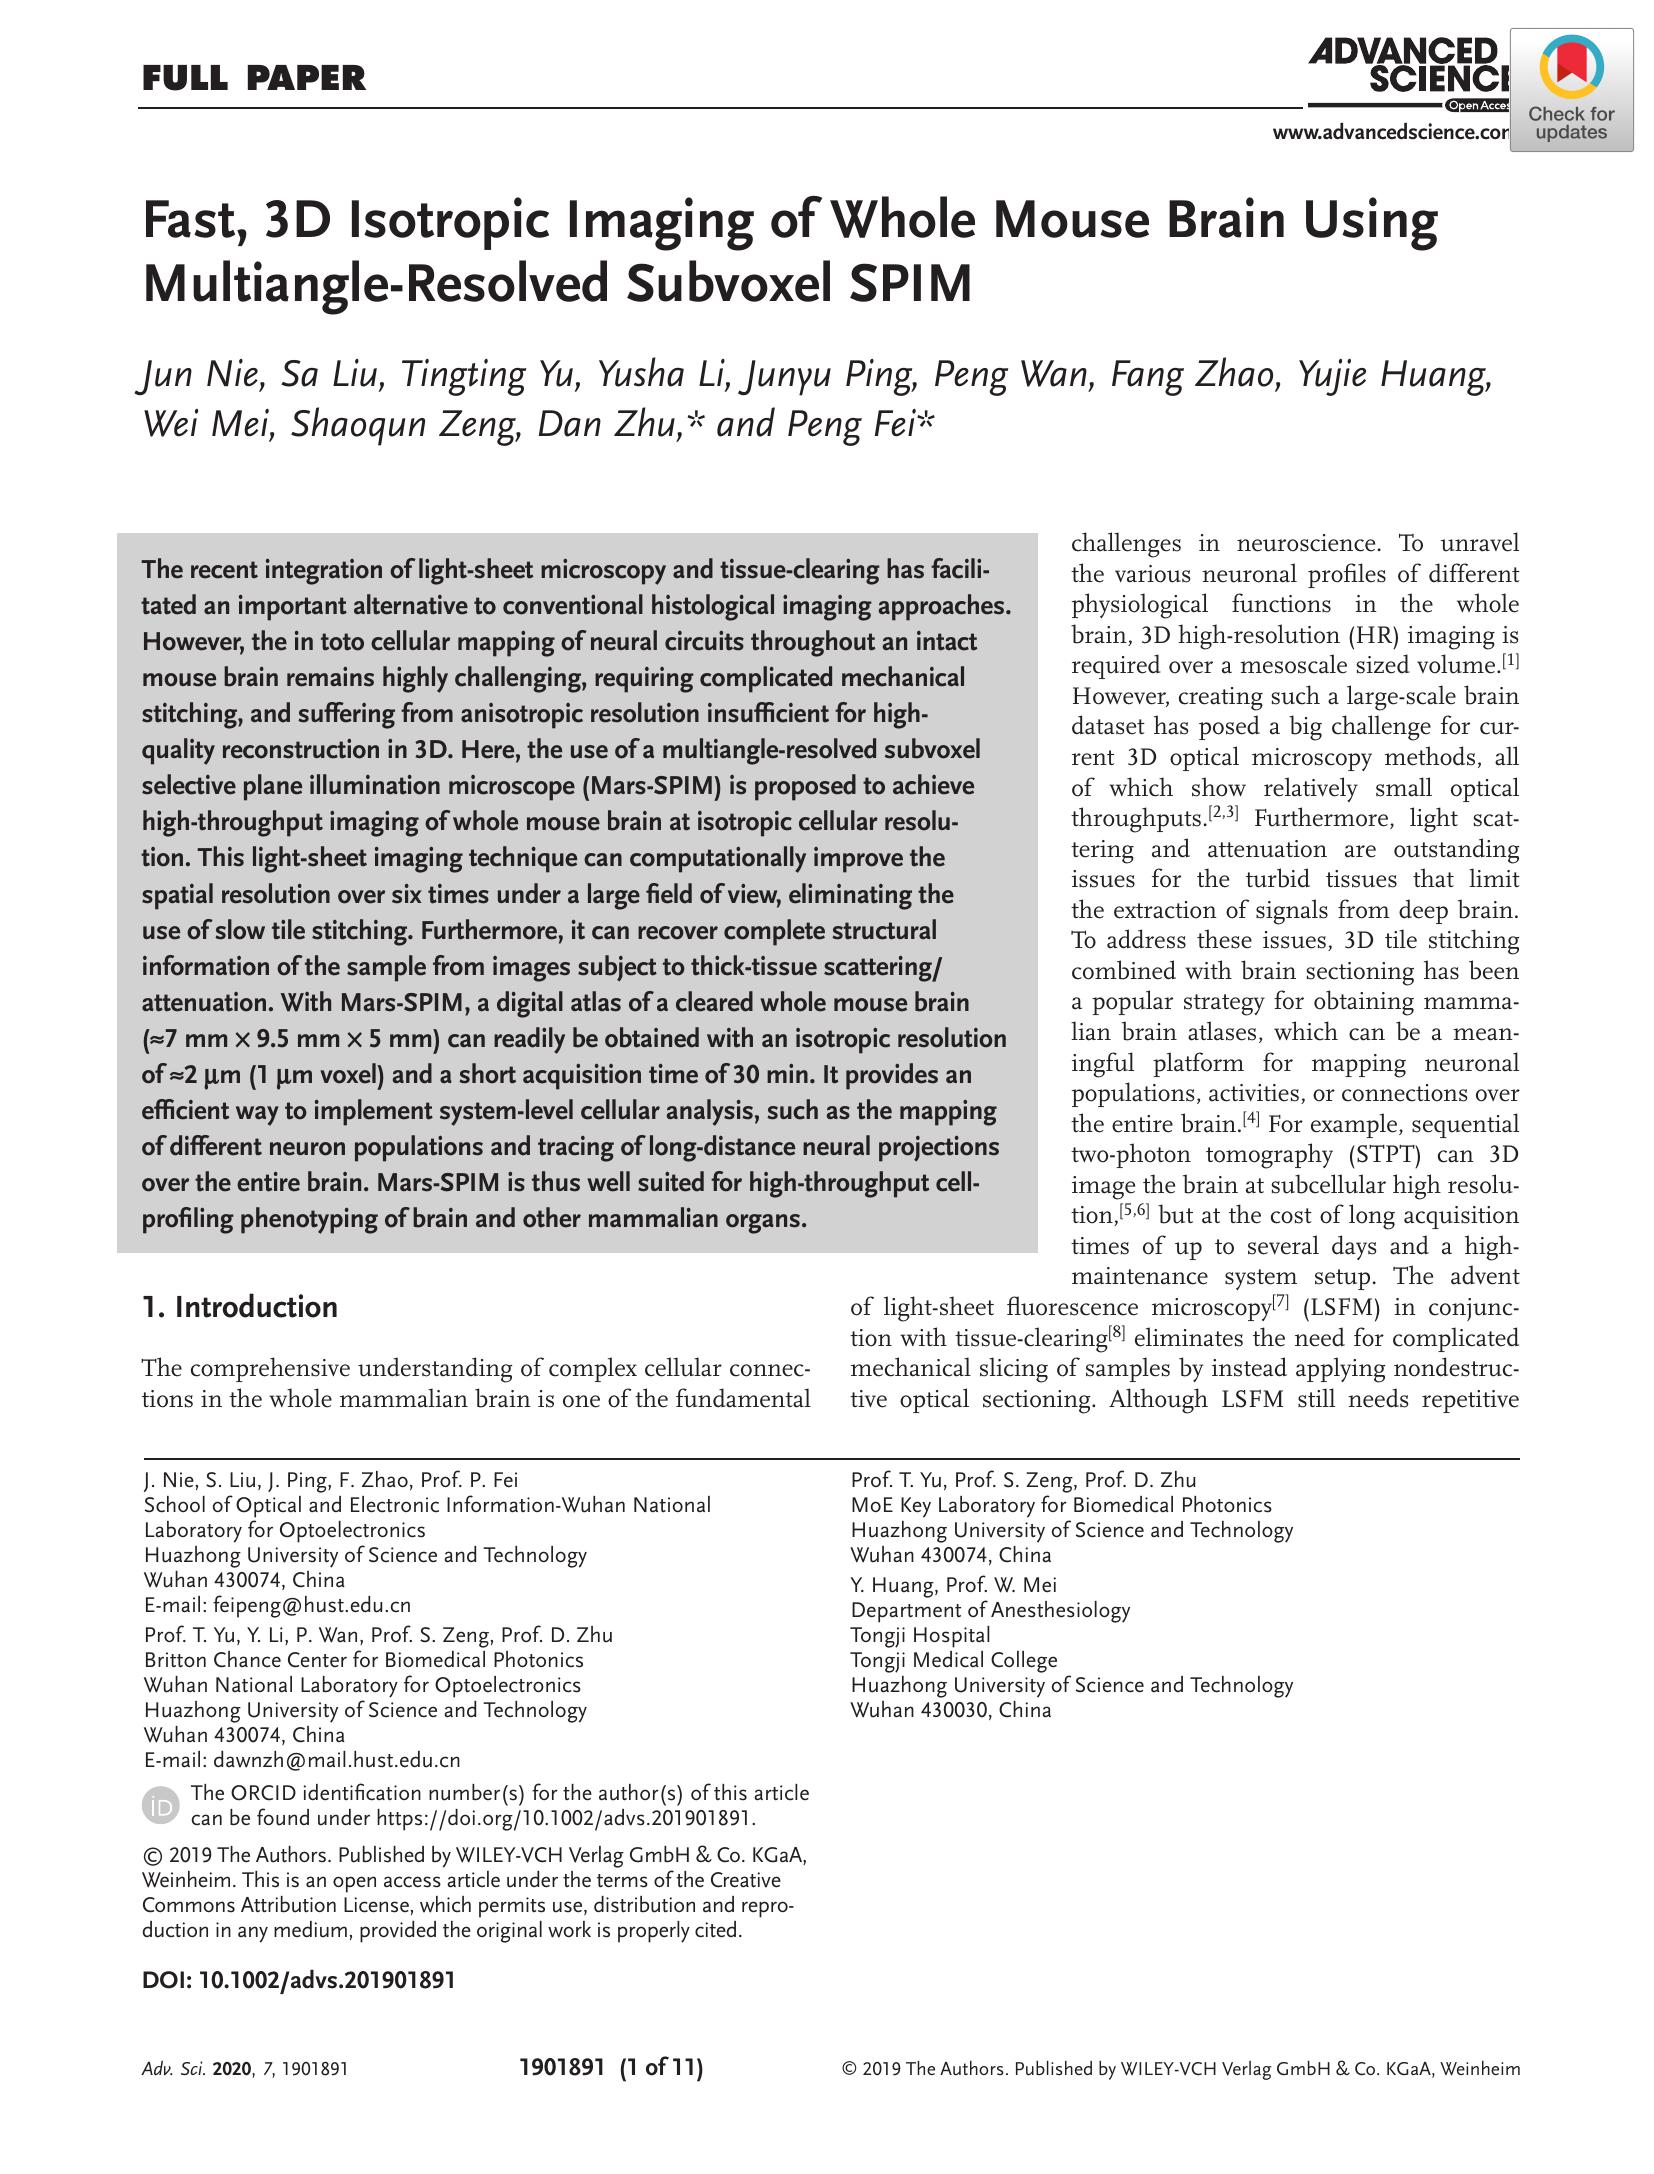 FULL PAPER
ADVANCED
SCIENCE
Open Access
www.advancedscience.com
Check for
updates
Fast, 3D Isotropic Imaging of Whole Mouse Brain Using
Multiangle-Resolved Subvoxel SPIM
Jun Nie, Sa Liu, Tingting Yu, Yusha Li, Junyu Ping, Peng Wan, Fang Zhao, Yujie Huang,
Wei Mei, Shaoqun Zeng, Dan Zhu,* and Peng Fei*
The recent integration of light-sheet microscopy and tissue-clearing has facili-
tated an important alternative to conventional histological imaging approaches.
However, the in toto cellular mapping of neural circuits throughout an intact
mouse brain remains highly challenging, requiring complicated mechanical
stitching, and suffering from anisotropic resolution insufficient for high-
quality reconstruction in 3D. Here, the use of a multiangle-resolved subvoxel
selective plane illumination microscope (Mars-SPIM) is proposed to achieve
high-throughput imaging of whole mouse brain at isotropic cellular resolu-
tion. This light-sheet imaging technique can computationally improve the
spatial resolution over six times under a large field of view, eliminating the
use of slow tile stitching. Furthermore, it can recover complete structural
information of the sample from images subject to thick-tissue scattering/
attenuation. With Mars-SPIM, a digital atlas of a cleared whole mouse brain
(≈7 mm × 9.5 mm × 5 mm) can readily be obtained with an isotropic resolution
of ≈2 µm (1 µm voxel) and a short acquisition time of 30 min. It provides an
efficient way to implement system-level cellular analysis, such as the mapping
of different neuron populations and tracing of long-distance neural projections
over the entire brain. Mars-SPIM is thus well suited for high-throughput cell-
profiling phenotyping of brain and other mammalian organs.
1. Introduction
The comprehensive understanding of complex cellular connec-
tions in the whole mammalian brain is one of the fundamental
challenges in neuroscience. To unravel
the various neuronal profiles of different
physiological functions in the whole
brain, 3D high-resolution (HR) imaging is
required over a mesoscale sized volume.[1]
However, creating such a large-scale brain
dataset has posed a big challenge for cur-
rent 3D optical microscopy methods, all
of which show relatively small optical
throughputs.[2,3] Furthermore, light scat-
tering and attenuation are outstanding
issues for the turbid tissues that limit
the extraction of signals from deep brain.
To address these issues, 3D tile stitching
combined with brain sectioning has been
a popular strategy for obtaining mamma-
lian brain atlases, which can be a mean-
ingful platform for mapping neuronal
populations, activities, or connections over
the entire brain.[4] For example, sequential
two-photon tomography (STPT) can 3D
image the brain at subcellular high resolu-
tion,[5,6] but at the cost of long acquisition
times of up to several days and a high-
maintenance system setup. The advent
of light-sheet fluorescence microscopy[7] (LSFM) in conjunc-
tion with tissue-clearing[8] eliminates the need for complicated
mechanical slicing of samples by instead applying nondestruc-
tive optical sectioning. Although LSFM still needs repetitive
J. Nie, S. Liu, J. Ping, F. Zhao, Prof. P. Fei
School of Optical and Electronic Information-Wuhan National
Laboratory for Optoelectronics
Huazhong University of Science and Technology
Wuhan 430074, China
E-mail: feipeng@hust.edu.cn
Prof. T. Yu, Y. Li, P. Wan, Prof. S. Zeng, Prof. D. Zhu
Britton Chance Center for Biomedical Photonics
Wuhan National Laboratory for Optoelectronics
Huazhong University of Science and Technology
Wuhan 430074, China
E-mail: dawnzh@mail.hust.edu.cn
iD
The ORCID identification number(s) for the author(s) of this article
can be found under https://doi.org/10.1002/advs.201901891.
© 2019 The Authors. Published by WILEY-VCH Verlag GmbH & Co. KGaA,
Weinheim. This is an open access article under the terms of the Creative
Commons Attribution License, which permits use, distribution and repro-
duction in any medium, provided the original work is properly cited.
DOI: 10.1002/advs.201901891
Prof. T. Yu, Prof. S. Zeng, Prof. D. Zhu
MoE Key Laboratory for Biomedical Photonics
Huazhong University of Science and Technology
Wuhan 430074, China
Y. Huang, Prof. W. Mei
Department of Anesthesiology
Tongji Hospital
Tongji Medical College
Huazhong University of Science and Technology
Wuhan 430030, China
Adv. Sci. 2020, 7, 1901891
1901891 (1 of 11)
© 2019 The Authors. Published by WILEY-VCH Verlag GmbH & Co. KGaA, Weinheim